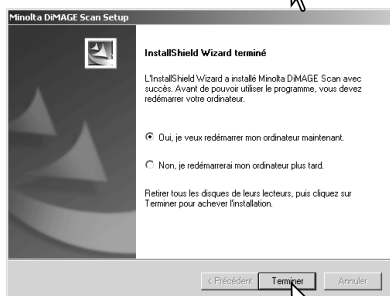 Minolta DiMAGE Scan Setup
InstallShield Wizard terminé
L'InstallShield Wizard a installé Minolta DiMAGE Scan avec
succès. Avant de pouvoir utiliser le programme, vous devez
redémarrer votre ordinateur.
Oui, je veux redémarrer mon ordinateur maintenant.
Non, je redémarrerai mon ordinateur plus tard.
Retirer tous les disques de leurs lecteurs, puis cliquez sur
Terminer pour achever l'installation.
< Précédent Terminer Annuler